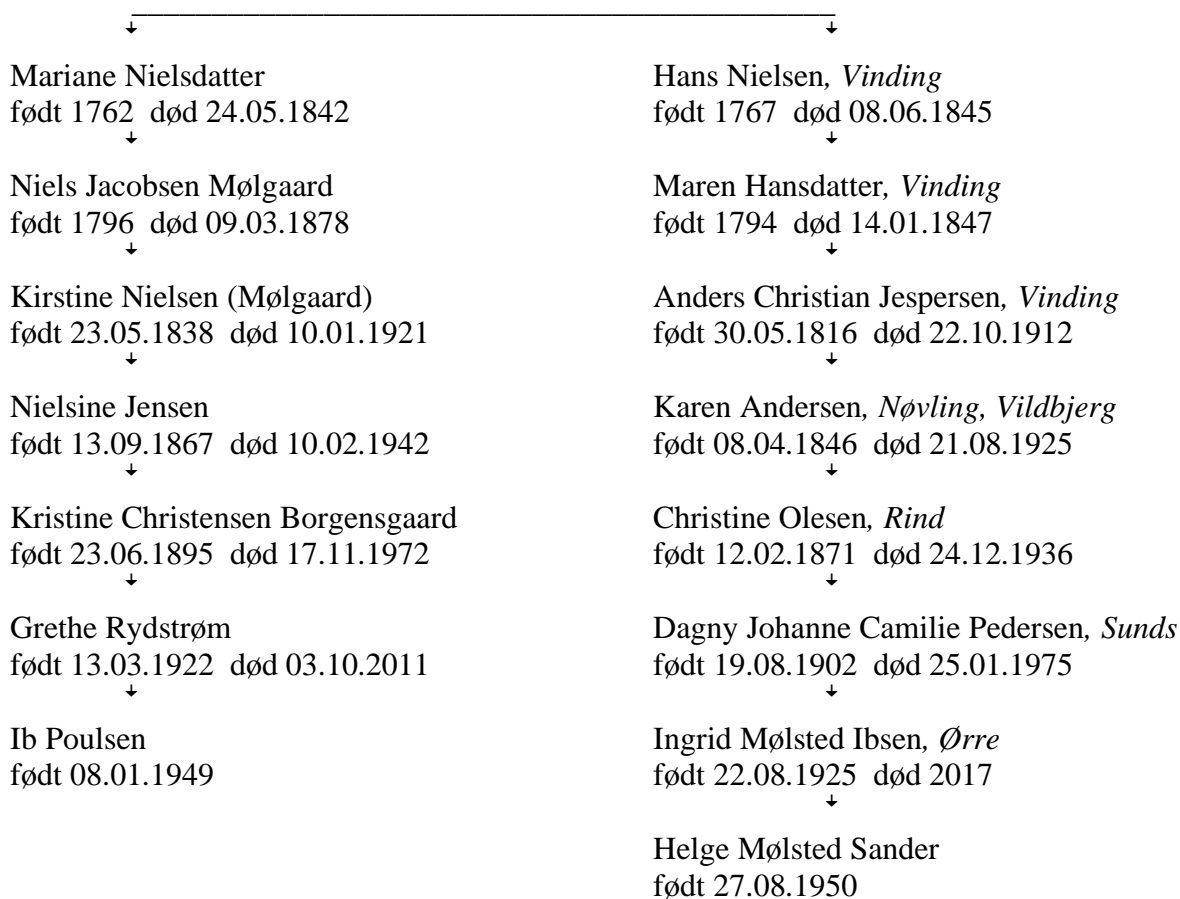 Mariane Nielsdatter
født 1762 død 24.05.1842
Niels Jacobsen Mølgaard
født 1796 død 09.03.1878
Kirstine Nielsen (Mølgaard)
født 23.05.1838 død 10.01.1921
Nielsine Jensen
født 13.09.1867 død 10.02.1942
Kristine Christensen Borgensgaard
født 23.06.1895 død 17.11.1972
Grethe Rydstrøm
født 13.03.1922 død 03.10.2011
Ib Poulsen
født 08.01.1949
Hans Nielsen, Vinding
født 1767 død 08.06.1845
Maren Hansdatter, Vinding
født 1794 død 14.01.1847
Anders Christian Jespersen, Vinding
født 30.05.1816 død 22.10.1912
Karen Andersen, Nøvling, Vildbjerg
født 08.04.1846 død 21.08.1925
Christine Olesen, Rind
født 12.02.1871 død 24.12.1936
Dagny Johanne Camilie Pedersen, Sunds
født 19.08.1902 død 25.01.1975
Ingrid Mølsted Ibsen, Ørre
født 22.08.1925 død 2017
Helge Mølsted Sander
født 27.08.1950